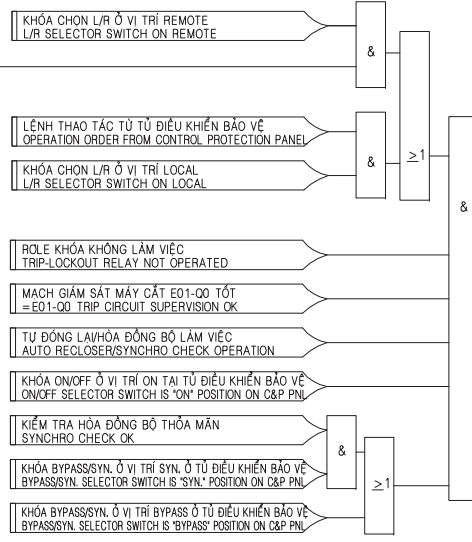 KHÓA CHỌN L/R Ở VỊ TRÍ REMOTE
L/R SELECTOR SWITCH ON REMOTE
&
LỆNH THAO TÁC TỪ TỦ ĐIỀU KHIỂN BẢO VỆ
OPERATION ORDER FROM CONTROL PROTECTION PANEL
&
≥1
KHÓA CHỌN L/R Ở VỊ TRÍ LOCAL
L/R SELECTOR SWITCH ON LOCAL
&
RƠLE KHÓA KHÔNG LÀM VIỆC
TRIP-LOCKOUT RELAY NOT OPERATED
MẠCH GIÁM SÁT MÁY CẮT E01-Q0 TỐT
=E01-Q0 TRIP CIRCUIT SUPERVISION OK
TỰ ĐÓNG LẠI/HÒA ĐỒNG BỘ LÀM VIỆC
AUTO RECLOSER/SYNCHRO CHECK OPERATION
KHÓA ON/OFF Ở VỊ TRÍ ON TẠI TỦ ĐIỀU KHIỂN BẢO VỆ
ON/OFF SELECTOR SWITCH IS "ON" POSITION ON C&P PNL
KIỂM TRA HÒA ĐỒNG BỘ THỎA MÃN
SYNCHRO CHECK OK
&
KHÓA BYPASS/SYN. Ở VỊ TRÍ SYN. Ở TỦ ĐIỀU KHIỂN BẢO VỆ
BYPASS/SYN. SELECTOR SWITCH IS "SYN." POSITION ON C&P PNL
≥1
KHÓA BYPASS/SYN. Ở VỊ TRÍ BYPASS Ở TỦ ĐIỀU KHIỂN BẢO VỆ
BYPASS/SYN. SELECTOR SWITCH IS "BYPASS" POSITION ON C&P PNL